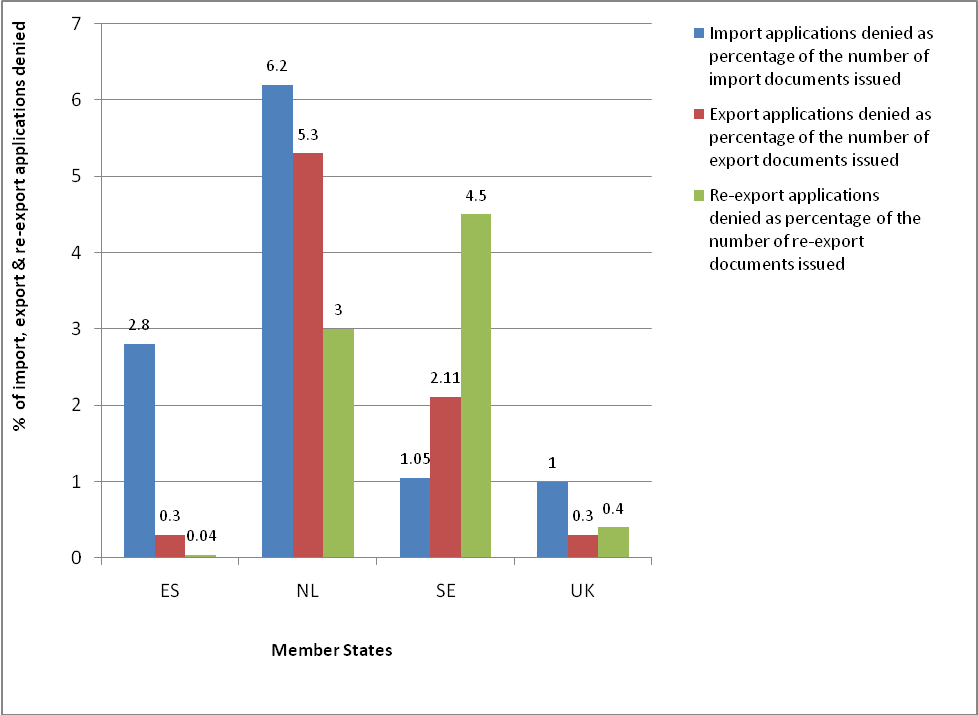 % of import, export & re-export applications denied
7
6
5
4
3
2
1
0
2.8
0.3
0.04
6.2
5.3
3
1.05
2.11
4.5
1
0.3
0.4
ES
NL
SE
UK
Member States
Import applications denied as
percentage of the number of
import documents issued
Export applications denied as
percentage of the number of
export documents issued
Re-export applications
denied as percentage of the
number of re-export
documents issued